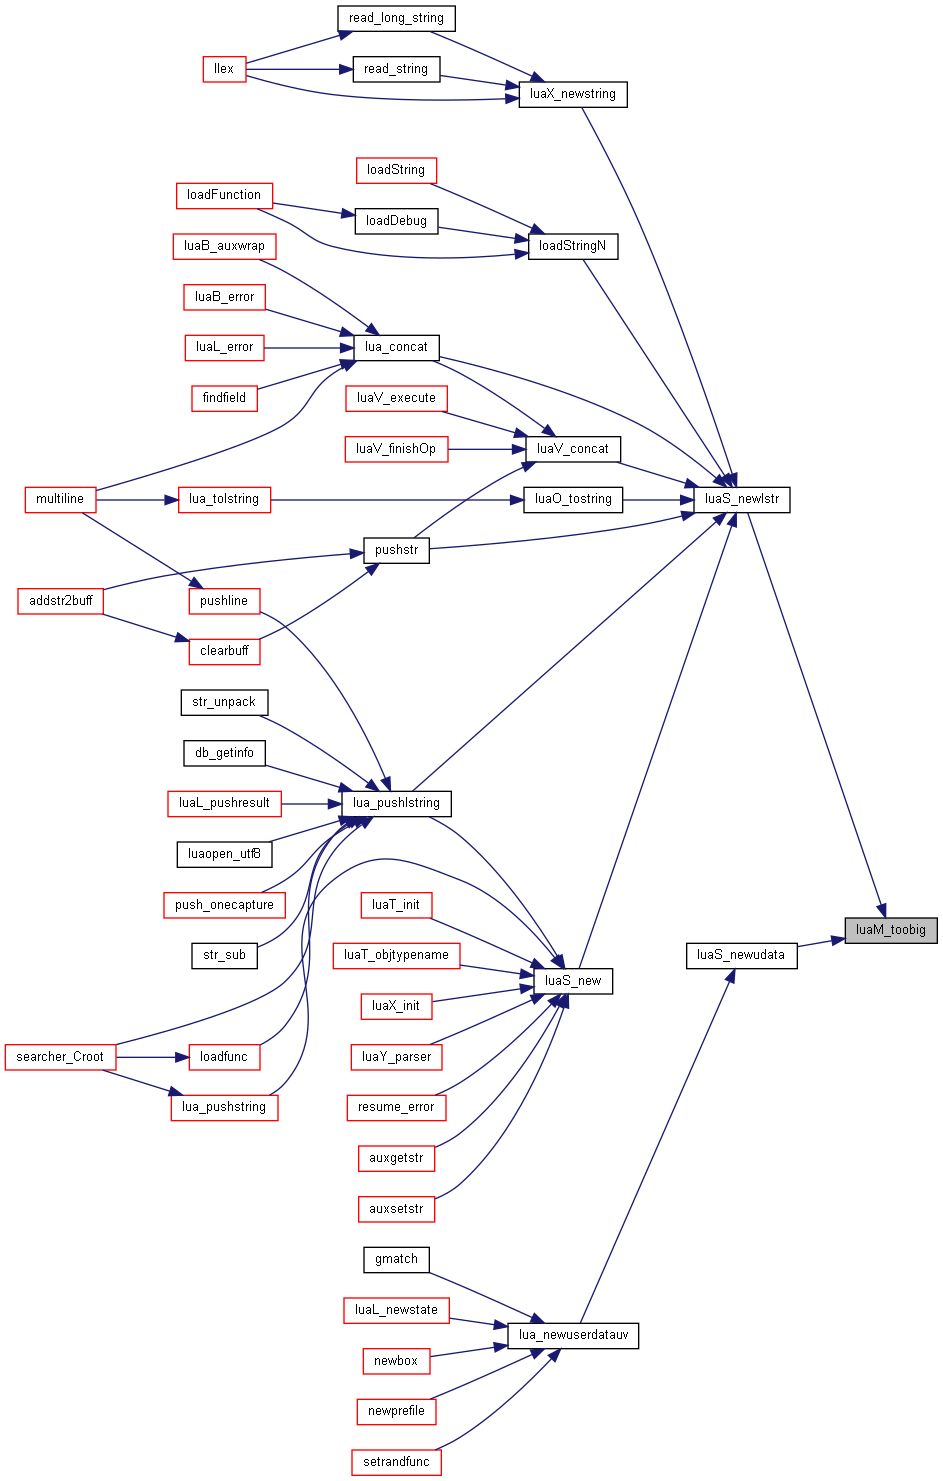 read_long_string
llex
read_string
luaX_newstring
loadString
loadFunction
loadDebug
luaB_auxwrap
loadStringN
luaB_error
luaL_error
lua_concat
findfield
luaV_execute
luaV_finishOp
luaV_concat
multiline
lua_tolstring
luaO_tostring
luaS_newlstr
pushstr
addstr2buff
pushline
clearbuff
str_unpack
db_getinfo
luaL_pushresult
lua_pushlstring
luaopen_utf8
push_onecapture
luaT_init
luaM_toobig
str_sub
luaT_objtypename
luaS_newudata
luaS_new
luaX_init
searcher_Croot
loadfunc
luaY_parser
lua_pushstring
resume_error
auxgetstr
auxsetstr
gmatch
luaL_newstate
lua_newuserdatauv
newbox
newprefile
setrandfunc